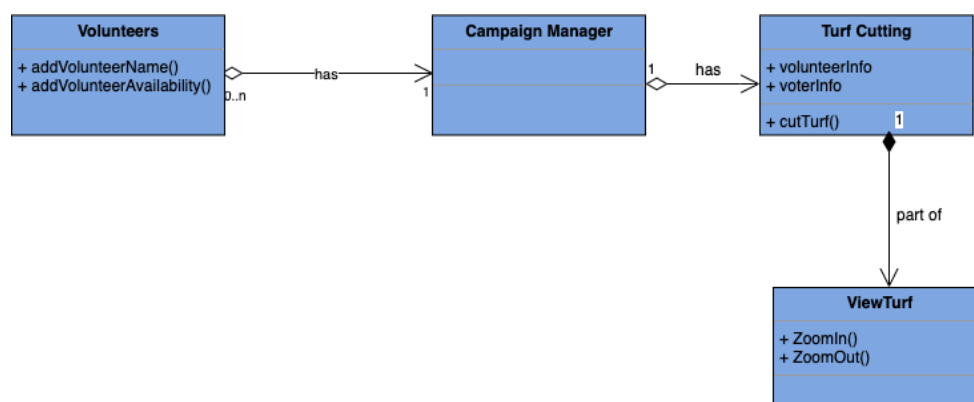 Volunteers
+ addVolunteerName()
+ addVolunteerAvailability()
0..n
has
1
Campaign Manager
1
has
Turf Cutting
+ volunteerInfo
+ voterInfo
+ cutTurf()
1
part of
ViewTurf
+ ZoomIn()
+ ZoomOut()